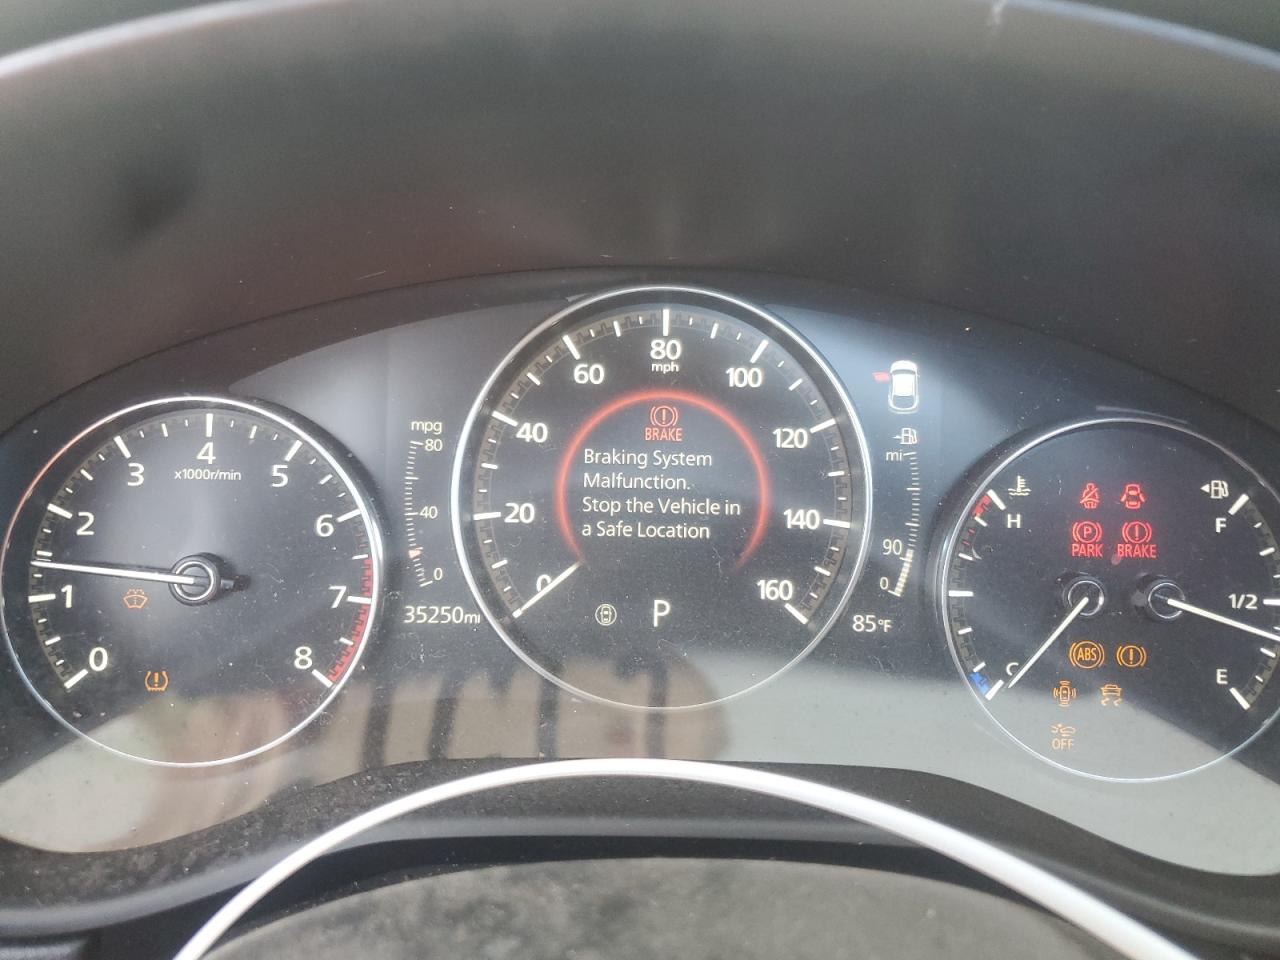 4
3
5
x1000r/min
2
6
1
7
0
8
mpg
80
40
0
35250mi
80
mph
60
100
40
120
20
140
0
160
BRAKE
Braking System
Malfunction.
Stop the Vehicle in
a Safe Location
P
mi
90
0
85°F
H
F
P
PARK
BRAKE
1/2
C
ABS
E
OFF